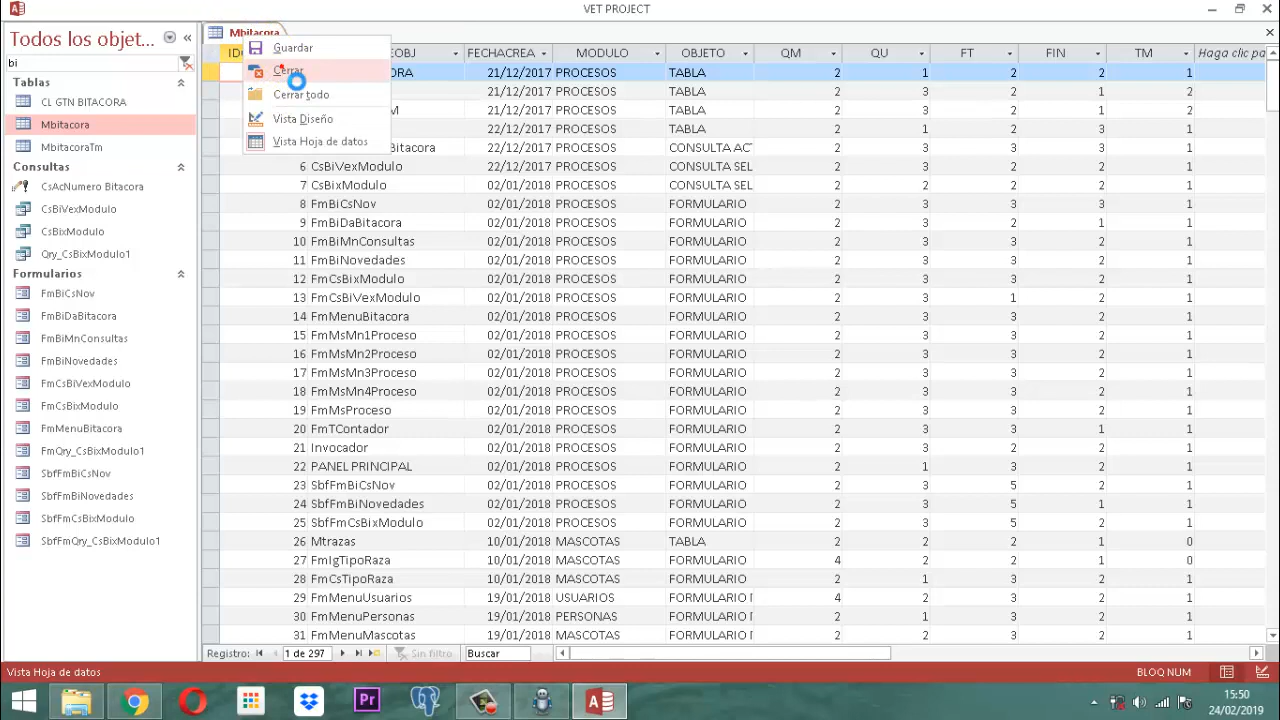 VET PROJECT
Todos los objet... «
bi
Tablas
CL GTN BITACORA
Mbitacora
MbitacoraTm
Consultas
CsAcNumero Bitacora
CsBiVexModulo
CsBixModulo
Qry_CsBixModulo1
Formularios
FmBiCsNov
FmBiDaBitacora
FmBiMnConsultas
FmBiNovedades
FmCsBiVexModulo
FmCsBixModulo
FmMenuBitacora
FmQry_CsBixModulo1
SbfFmBiCsNov
SbfFmBiNovedades
SbfFmCsBixModulo
SbfFmQry_CsBixModulo1
Mbitacora
Guardar
Cerrar
Cerrar todo
Vista Diseño
Vista Hoja de datos
OBJ FECHACREA MODULO OBJETO QM QU FT FIN TM Haga clic pa
ORA 21/12/2017 PROCESOS TABLA 2 1 2 2 1
21/12/2017 PROCESOS TABLA 2 3 2 1 2
M 21/12/2017 PROCESOS TABLA 2 3 2 2 1
22/12/2017 PROCESOS TABLA 2 1 2 3 1
Bitacora 22/12/2017 PROCESOS CONSULTA ACT 2 3 3 3 1
6 CsBiVexModulo 22/12/2017 PROCESOS CONSULTA SEL 2 3 2 2 1
7 CsBixModulo 02/01/2018 PROCESOS CONSULTA SEL 2 2 2 2 1
8 FmBiCsNov 02/01/2018 PROCESOS FORMULARIO 2 3 3 3 1
9 FmBiDaBitacora 02/01/2018 PROCESOS FORMULARIO 2 3 2 1 1
10 FmBiMnConsultas 02/01/2018 PROCESOS FORMULARIO 2 3 3 2 1
11 FmBiNovedades 02/01/2018 PROCESOS FORMULARIO 2 3 3 2 1
12 FmCsBixModulo 02/01/2018 PROCESOS FORMULARIO 2 3 3 2 1
13 FmCsBiVexModulo 02/01/2018 PROCESOS FORMULARIO 2 3 1 2 1
14 FmMenuBitacora 02/01/2018 PROCESOS FORMULARIO 2 3 3 2 1
15 FmMsMn1Proceso 02/01/2018 PROCESOS FORMULARIO 2 3 3 2 1
16 FmMsMn2Proceso 02/01/2018 PROCESOS FORMULARIO 2 3 3 2 1
17 FmMsMn3Proceso 02/01/2018 PROCESOS FORMULARIO 2 3 3 2 1
18 FmMsMn4Proceso 02/01/2018 PROCESOS FORMULARIO 2 3 3 2 1
19 FmMsProceso 02/01/2018 PROCESOS FORMULARIO 2 3 3 2 1
20 FmTContador 02/01/2018 PROCESOS FORMULARIO 2 3 3 1 1
21 Invocador 02/01/2018 PROCESOS FORMULARIO 2 3 2 2 1
22 PANEL PRINCIPAL 02/01/2018 PROCESOS FORMULARIO 2 1 3 2 1
23 SbfFmBiCsNov 02/01/2018 PROCESOS FORMULARIO 2 3 5 2 1
24 SbfFmBiNovedades 02/01/2018 PROCESOS FORMULARIO 2 3 5 1 1
25 SbfFmCsBixModulo 02/01/2018 PROCESOS FORMULARIO 2 3 5 2 1
26 Mtrazas 10/01/2018 MASCOTAS TABLA 2 2 2 1 0
27 FmIgTipoRaza 10/01/2018 MASCOTAS FORMULARIO 4 2 2 1 0
28 FmCsTipoRaza 10/01/2018 MASCOTAS FORMULARIO 2 1 3 2 1
29 FmMenuUsuarios 19/01/2018 USUARIOS FORMULARIO I 4 2 3 2 1
30 FmMenuPersonas 19/01/2018 PERSONAS FORMULARIO I 2 1 3 2 1
31 FmMenuMascotas 19/01/2018 MASCOTAS FORMULARIO I 2 2 3 2 1
Registro: 1 de 297 Sin filtro Buscar
Vista Hoja de datos BLOQ NUM
Pr
15:50
24/02/2019